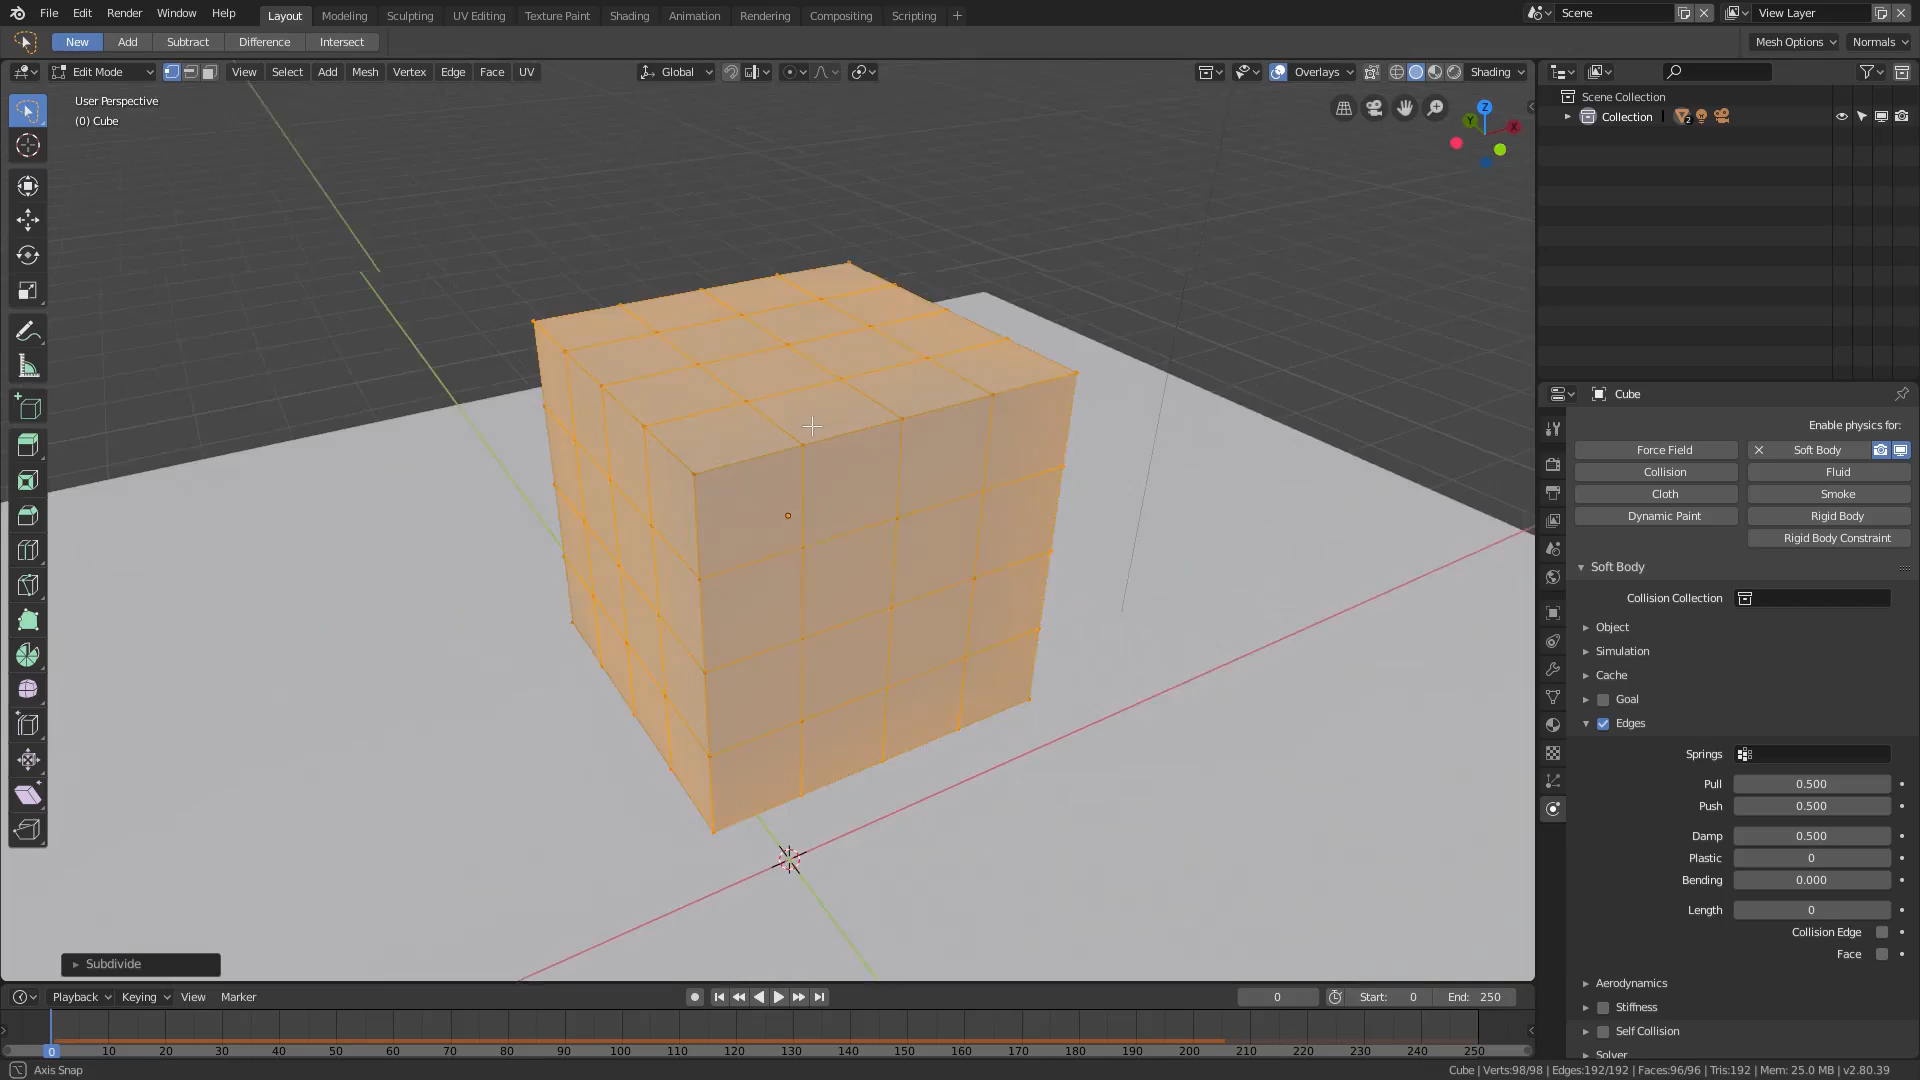 File Edit Render Window Help Layout Modeling Sculpting UV Editing Texture Paint Shading Animation Rendering Compositing Scripting + Scene View Layer
New Add Subtract Difference Intersect Mesh Options Normals
Edit Mode View Select Add Mesh Vertex Edge Face UV Global Overlays Shading
User Perspective
(0) Cube
Z
Y
X
Scene Collection
Collection 2
Cube
Enable physics for:
Force Field Soft Body
Collision Fluid
Cloth Smoke
Dynamic Paint Rigid Body
Rigid Body Constraint
Soft Body
Collision Collection
Object
Simulation
Cache
Goal
Edges
Springs
Pull 0.500
Push 0.500
Damp 0.500
Plastic 0
Bending 0.000
Length 0
Collision Edge
Face
Aerodynamics
Stiffness
Self Collision
Solver
Subdivide
Playback Keying View Marker 0 Start: 0 End: 250
0 10 20 30 40 50 60 70 80 90 100 110 120 130 140 150 160 170 180 190 200 210 220 230 240 250
Axis Snap Cube | Verts:98/98 | Edges:192/192 | Faces:96/96 | Tris:192 | Mem: 25.0 MB | v2.80.39